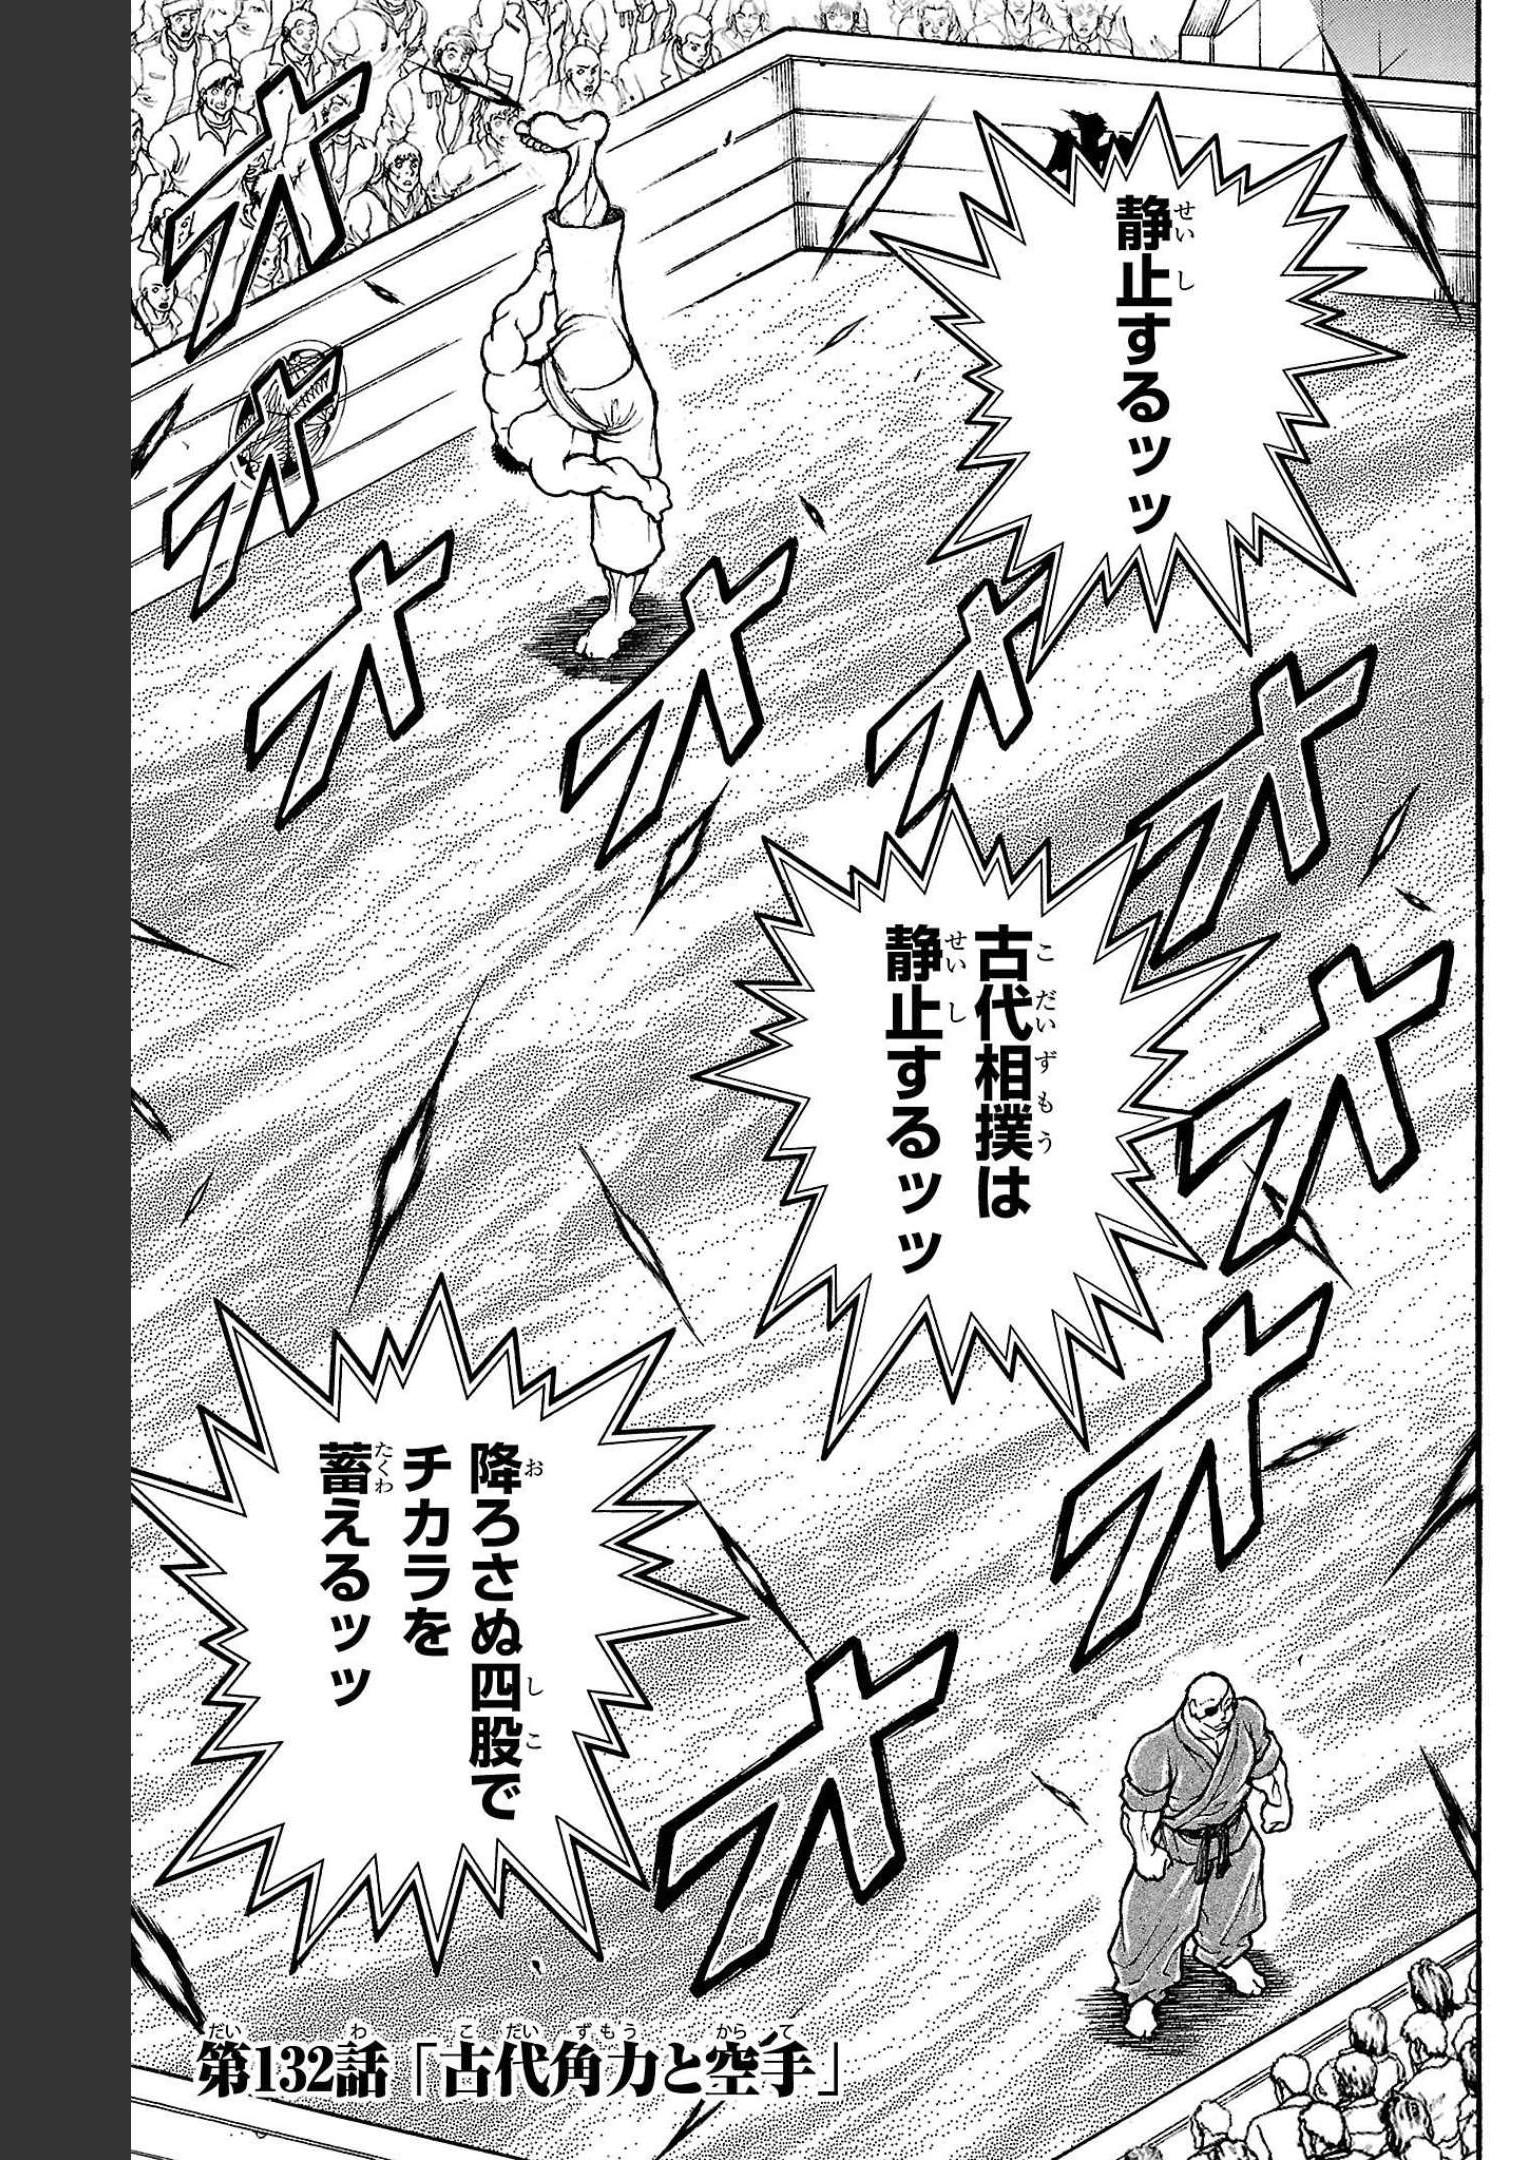 静止するッッ
古代相撲は
静止するッッ
降ろさぬ四股で
チカラを
蓄えるッッ
オオオオオオオオオオ
第132話「古代角力と空手」